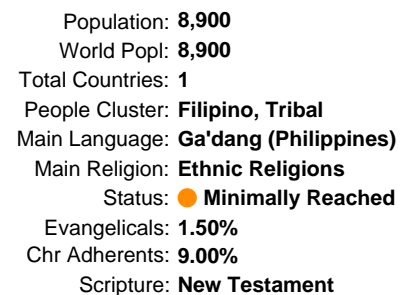 Population: 8,900
World Popl: 8,900
Total Countries: 1
People Cluster: Filipino, Tribal
Main Language: Ga'dang (Philippines)
Main Religion: Ethnic Religions
Status: Minimally Reached
Evangelicals: 1.50%
Chr Adherents: 9.00%
Scripture: New Testament